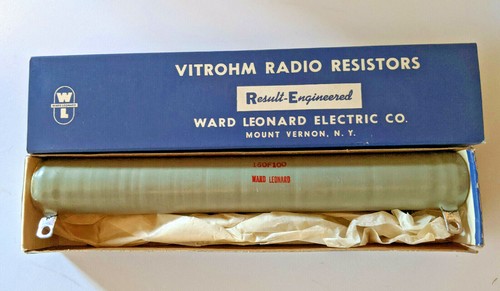 W
L
VITROHM RADIO RESISTORS
Result-Engineered
WARD LEONARD ELECTRIC CO.
MOUNT VERNON, N. Y.
WARD LEONARD